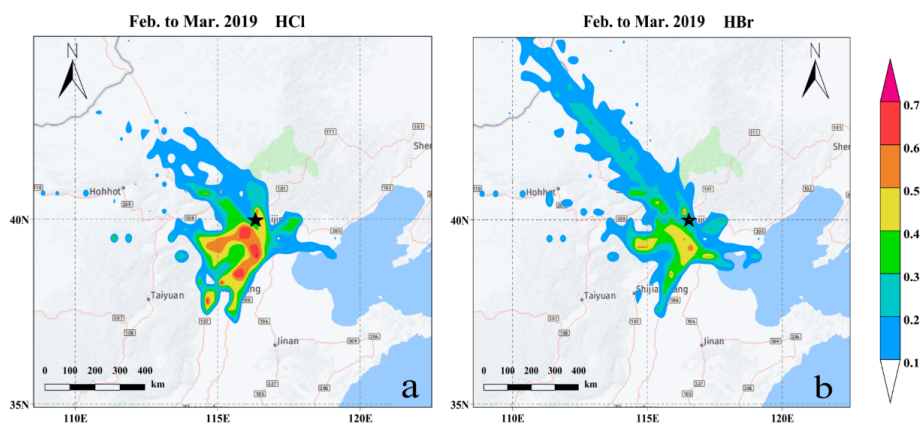 Feb. to Mar. 2019 HCl
N
Hohhot
40N
Taiyuan
Jinan
0 100 200 300 400
km
a
35N
110E 115E 120E
Feb. to Mar. 2019 HBr
N
Hohhot
40N
Taiyuan
Jinan
0 100 200 300 400
km
b
35N
110E 115E 120E
0.7
0.6
0.5
0.4
0.3
0.2
0.1